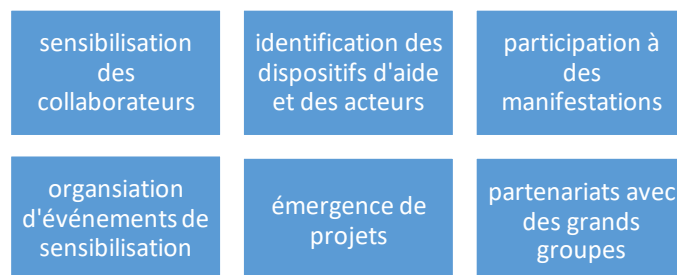 sensibilisation
des
collaborateurs
identification des
dispositifs d'aide
et des acteurs
participation à
des
manifestations
organsiation
d'événements de
sensibilisation
émergence de
projets
partenariats avec
des grands
groupes